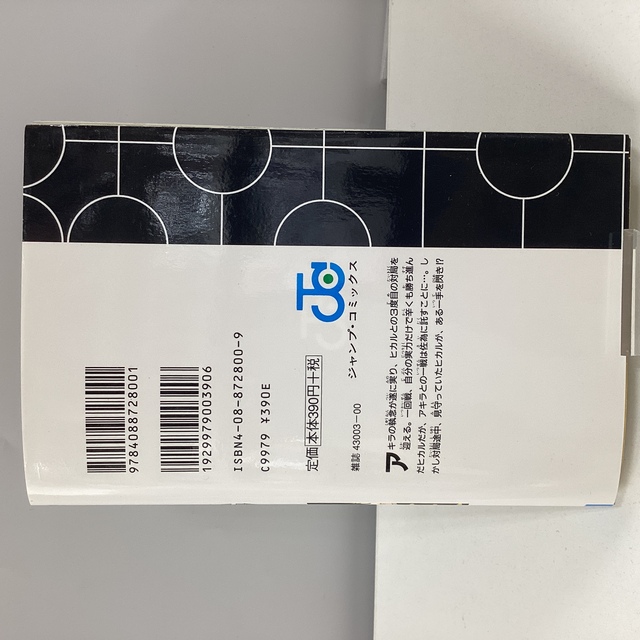 9784088728001
1929979003906
ISBN4-08-872800-9
C9979 ¥390E
定価 本体390円+税
雑誌 43003-00
ジャンプ・コミックス
アキラの執念が遂に実り、ヒカルとの3度目の対局を
迎える。一回戦、自分の実力だけで辛くも勝ち進ん
だヒカルだが、アキラとの一戦は佐為に託すことに…。し
かし対局途中、見守っていたヒカルが、ある一手を閃き!?